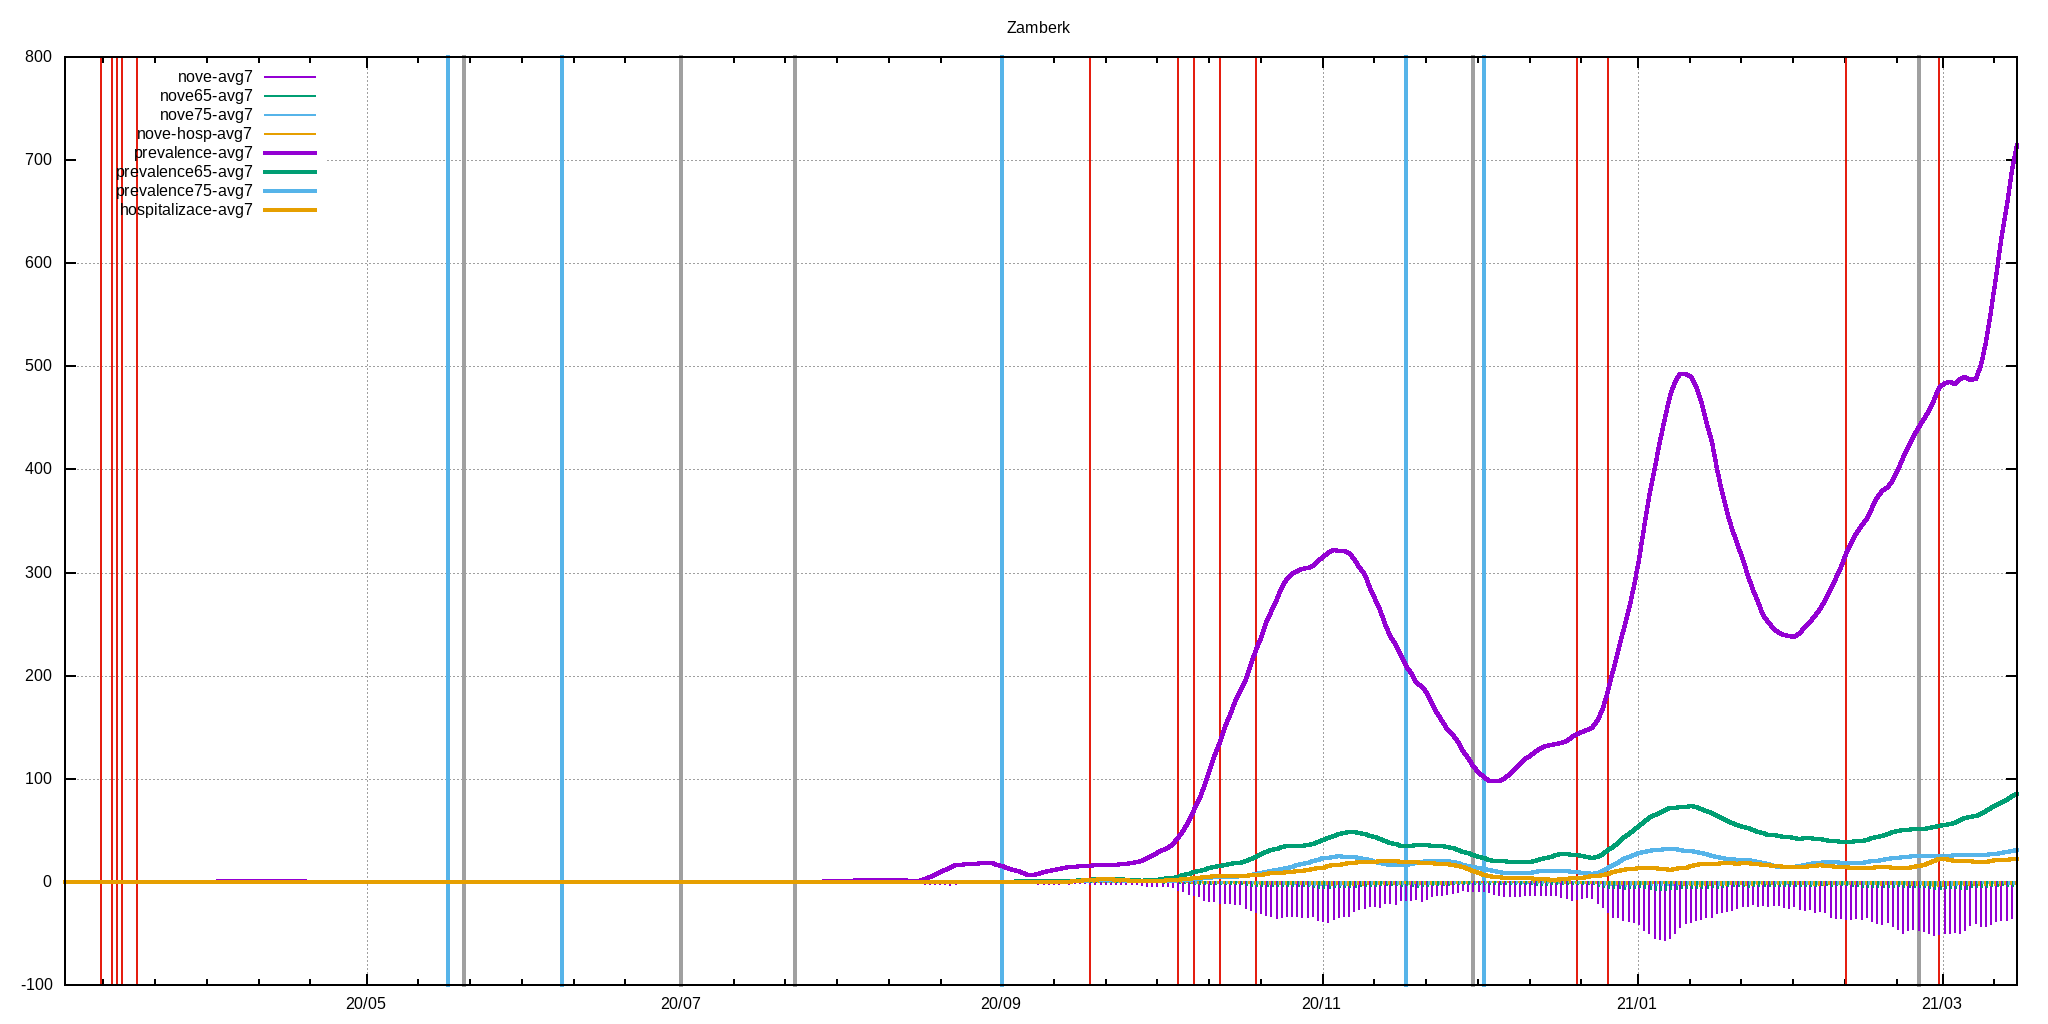 Zamberk
800
700
600
500
400
300
200
100
0
-100
nove-avg7
nove65-avg7
nove75-avg7
nove-hosp-avg7
prevalence-avg7
prevalence65-avg7
prevalence75-avg7
hospitalizace-avg7
20/05
20/07
20/09
20/11
21/01
21/03